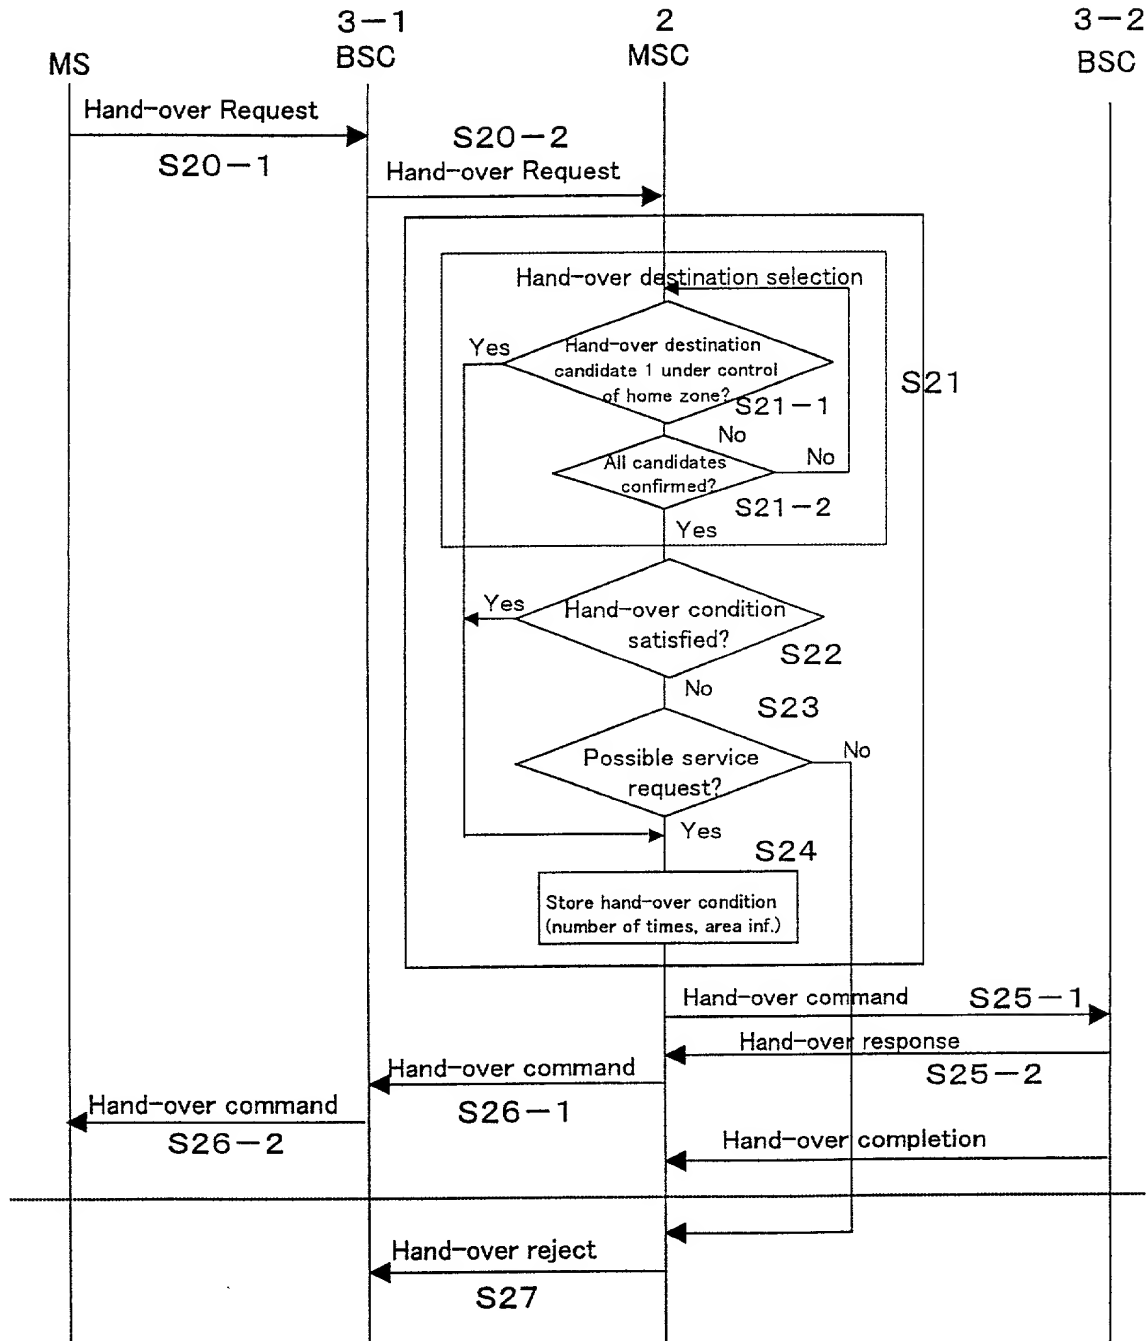 3-1
2
3-2
MS
BSC
MSC
BSC
Hand-over Request
S20-1
S20-2
Hand-over Request
Hand-over destination selection
Yes
Hand-over destination
candidate 1 under control
of home zone?
S21
S21-1
No
All candidates
confirmed?
No
S21-2
Yes
Yes
Hand-over condition
satisfied?
S22
No
S23
Possible service
request?
No
Yes
S24
Store hand-over condition
(number of times, area inf.)
Hand-over command
S25-1
Hand-over response
S25-2
Hand-over command
S26-1
Hand-over command
S26-2
Hand-over completion
Hand-over reject
S27